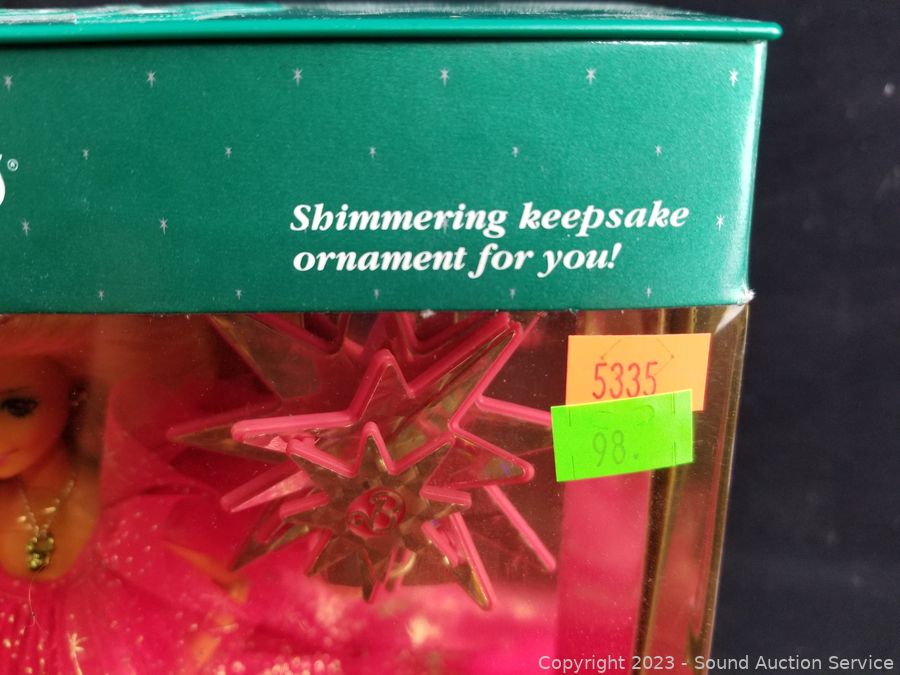 ®
Shimmering keepsake
ornament for you!
5335
98.
Copyright 2023 - Sound Auction Service